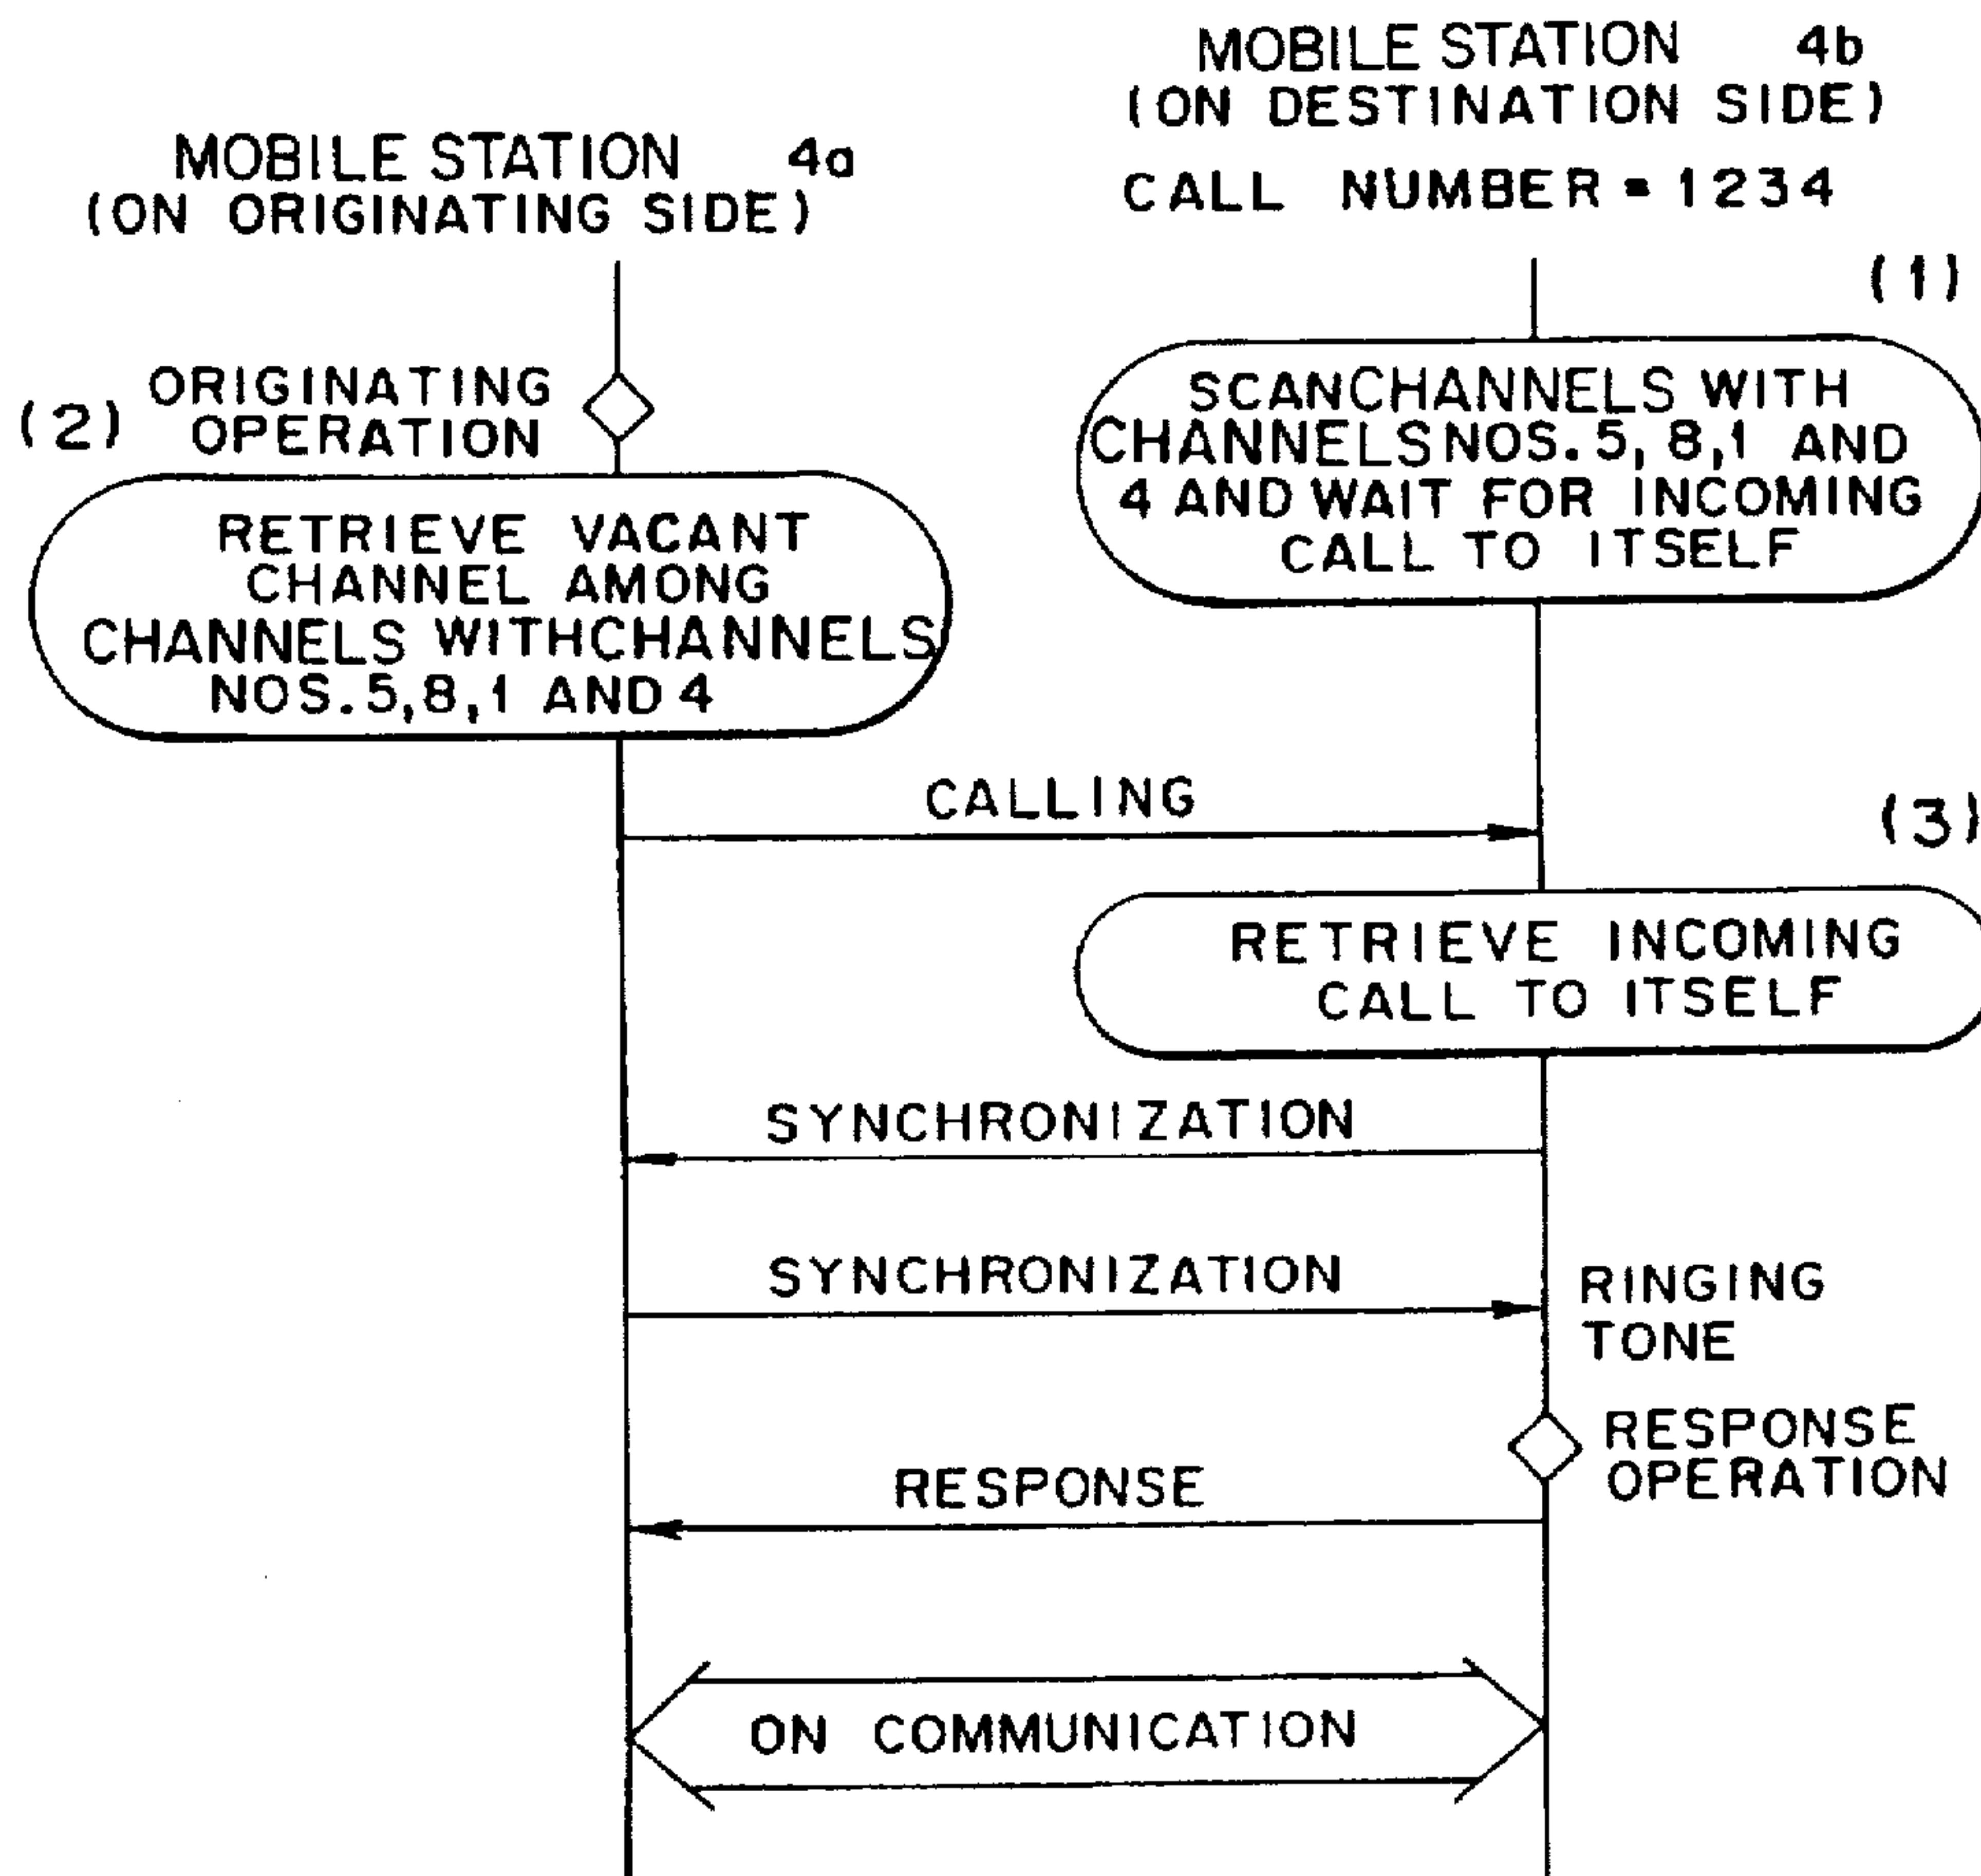 MOBILE STATION 4b
(ON DESTINATION SIDE)
CALL NUMBER = 1234
MOBILE STATION 4a
(ON ORIGINATING SIDE)
(1)
SCANCHANNELS WITH
CHANNELSNOS. 5, 8,1 AND
4 AND WAIT FOR INCOMING
CALL TO ITSELF
(2) ORIGINATING
OPERATION
RETRIEVE VACANT
CHANNEL AMONG
CHANNELS WITHCHANNELS
NOS. 5,8,1 AND 4
CALLING
(3)
RETRIEVE INCOMING
CALL TO ITSELF
SYNCHRONIZATION
SYNCHRONIZATION
RINGING
TONE
RESPONSE
OPERATION
RESPONSE
ON COMMUNICATION